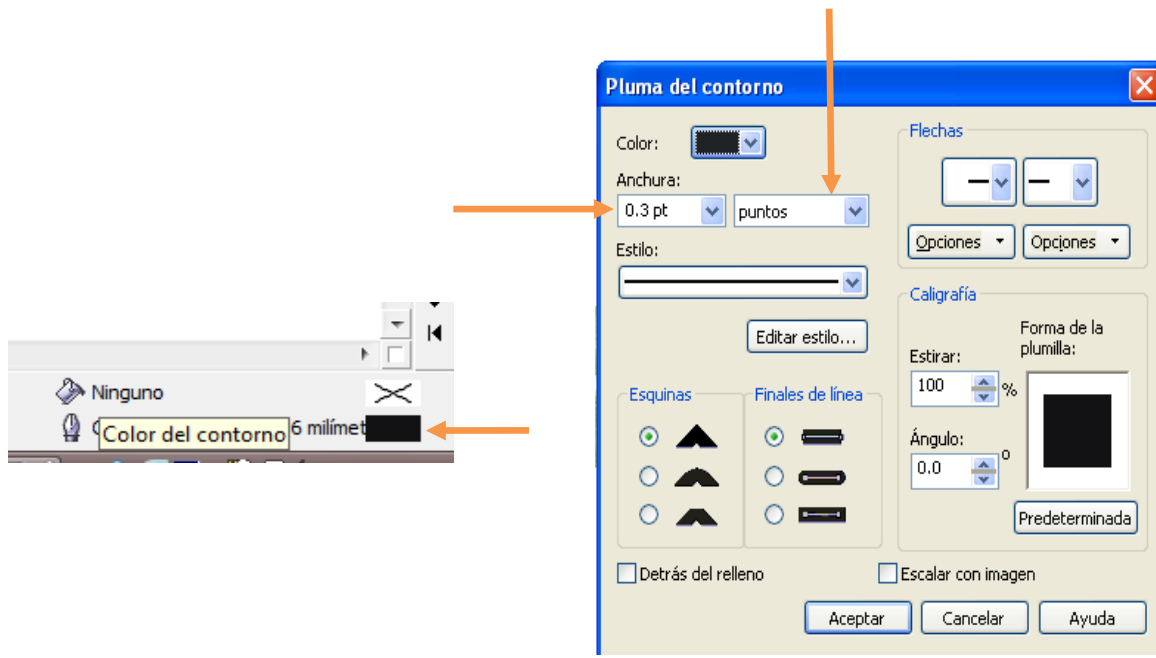 Pluma del contorno
Color:
Anchura:
0.3 pt
puntos
Estilo:
Editar estilo...
Esquinas
Finales de línea
Detrás del relleno
Flechas
Opciones
Opciones
Caligrafía
Estirar:
100
%
Ángulo:
0.0
º
Forma de la
plumilla:
Predeterminada
Escalar con imagen
Aceptar
Cancelar
Ayuda
Ninguno
Color del contorno
6 milímet